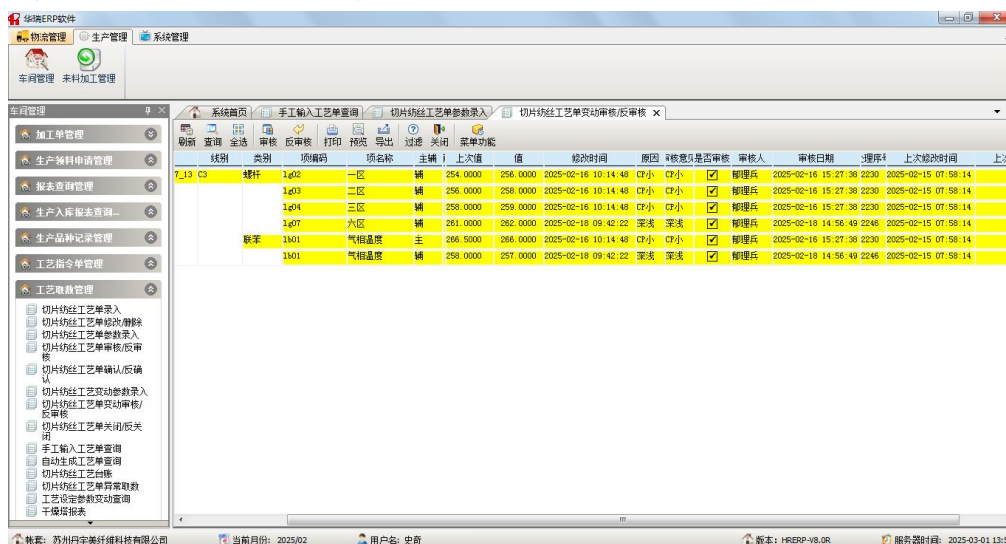 华瑞ERP软件
物流管理 生产管理 系统管理
车间管理 来料加工管理
车间管理
系统首页 手工输入工艺单查询 切片纺丝工艺单参数录入 切片纺丝工艺单变动审核/反审核
刷新 查询 全选 审核 反审核 打印 预览 导出 过滤 关闭 菜单功能
线别 类别 项编码 项名称 主辅 上次值 值 修改时间 原因 审核意见 是否审核 审核人 审核日期 理序号 上次修改时间
7_13 C3 螺杆 lg02 一区 辅 254.0000 256.0000 2025-02-16 10:14:48 CP小 CP小 郁理兵 2025-02-16 15:27:38 2230 2025-02-15 07:58:14
lg03 二区 辅 256.0000 258.0000 2025-02-16 10:14:48 CP小 CP小 郁理兵 2025-02-16 15:27:38 2230 2025-02-15 07:58:14
lg04 三区 辅 258.0000 259.0000 2025-02-16 10:14:48 CP小 CP小 郁理兵 2025-02-16 15:27:38 2230 2025-02-15 07:58:14
lg07 六区 辅 261.0000 262.0000 2025-02-18 09:42:22 深浅 深浅 郁理兵 2025-02-18 14:56:49 2246 2025-02-15 07:58:14
联苯 lb01 气相温度 主 266.5000 266.0000 2025-02-16 10:14:48 CP小 CP小 郁理兵 2025-02-16 15:27:38 2230 2025-02-15 07:58:14
lb01 气相温度 辅 258.0000 257.0000 2025-02-18 09:42:22 深浅 深浅 郁理兵 2025-02-18 14:56:49 2246 2025-02-15 07:58:14
加工单管理
生产领料申请管理
报表查询管理
生产入库报表查询...
生产品种记录管理
工艺指令单管理
工艺取数管理
切片纺丝工艺单录入
切片纺丝工艺单修改/删除
切片纺丝工艺单参数录入
切片纺丝工艺单审核/反审
核
切片纺丝工艺单确认/反确
认
切片纺丝工艺变动参数录入
切片纺丝工艺单变动审核/
反审核
切片纺丝工艺单关闭/反关
闭
手工输入工艺单查询
自动生成工艺单查询
切片纺丝工艺台账
切片纺丝工艺单异常取数
工艺设定参数变动查询
干燥塔报表
帐套: 苏州丹宇美纤维科技有限公司 当前月份: 2025/02 用户名: 史奇 版本: HRERP-V8.0R 服务器时间: 2025-03-01